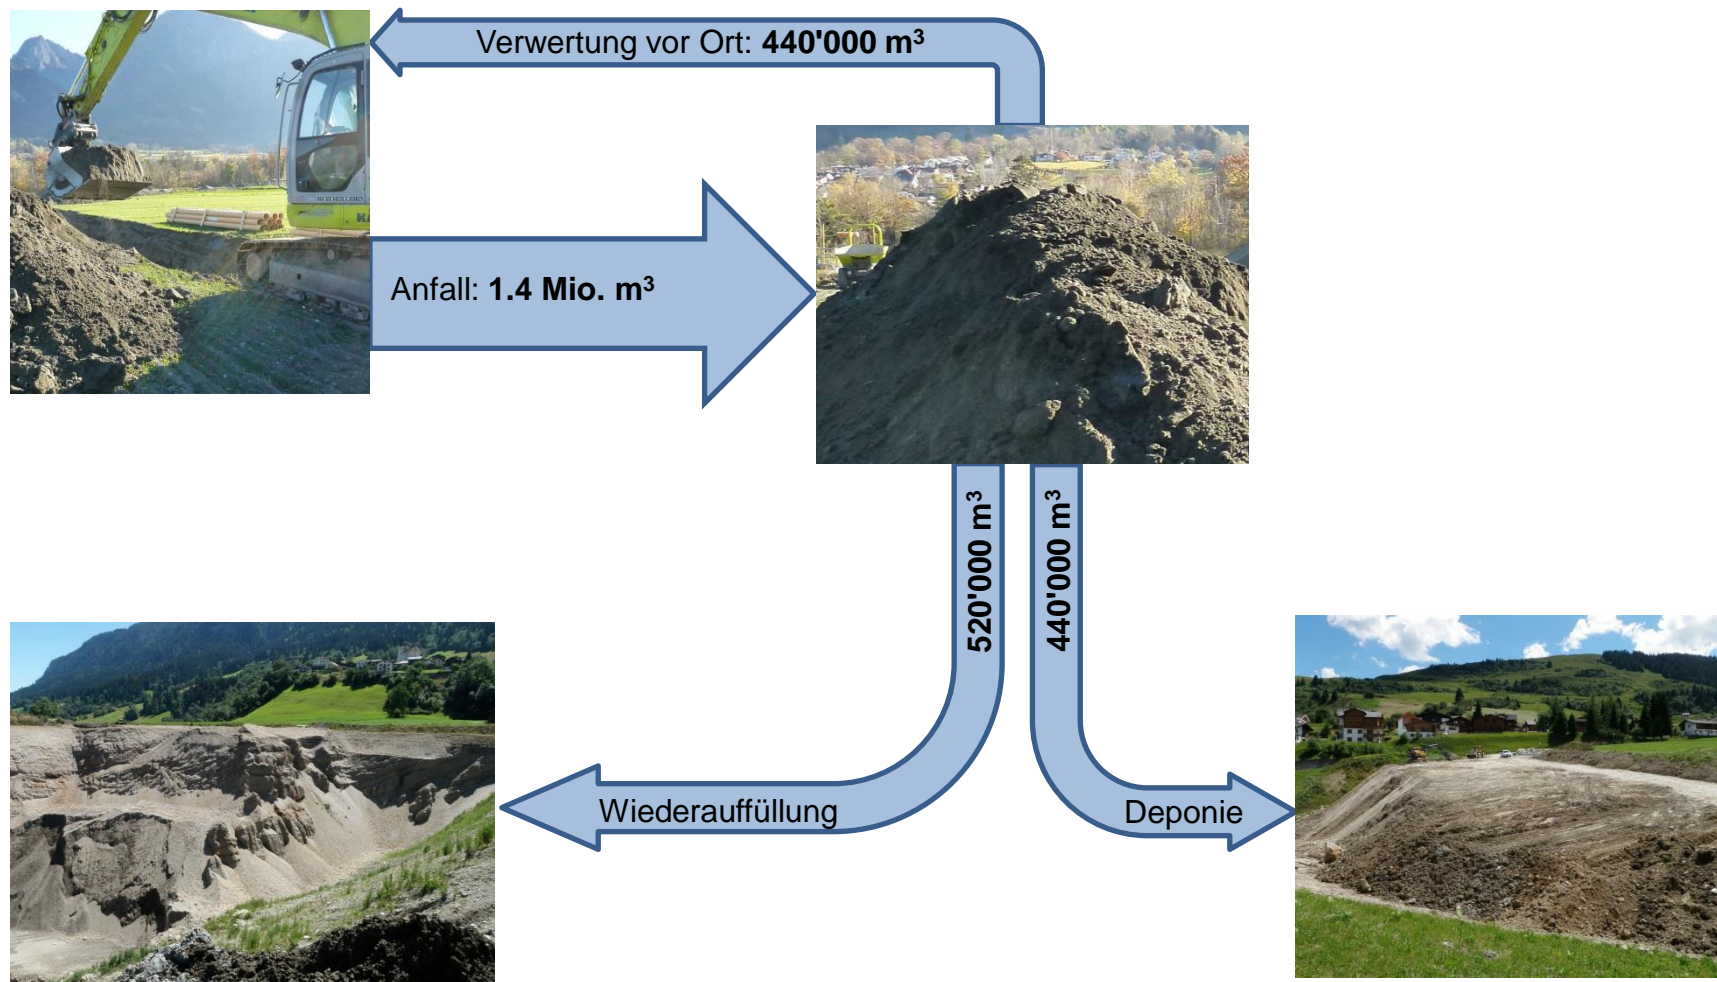 Verwertung vor Ort: 440'000 m³
Anfall: 1.4 Mio. m³
520'000 m³
440'000 m³
Wiederauffüllung
Deponie